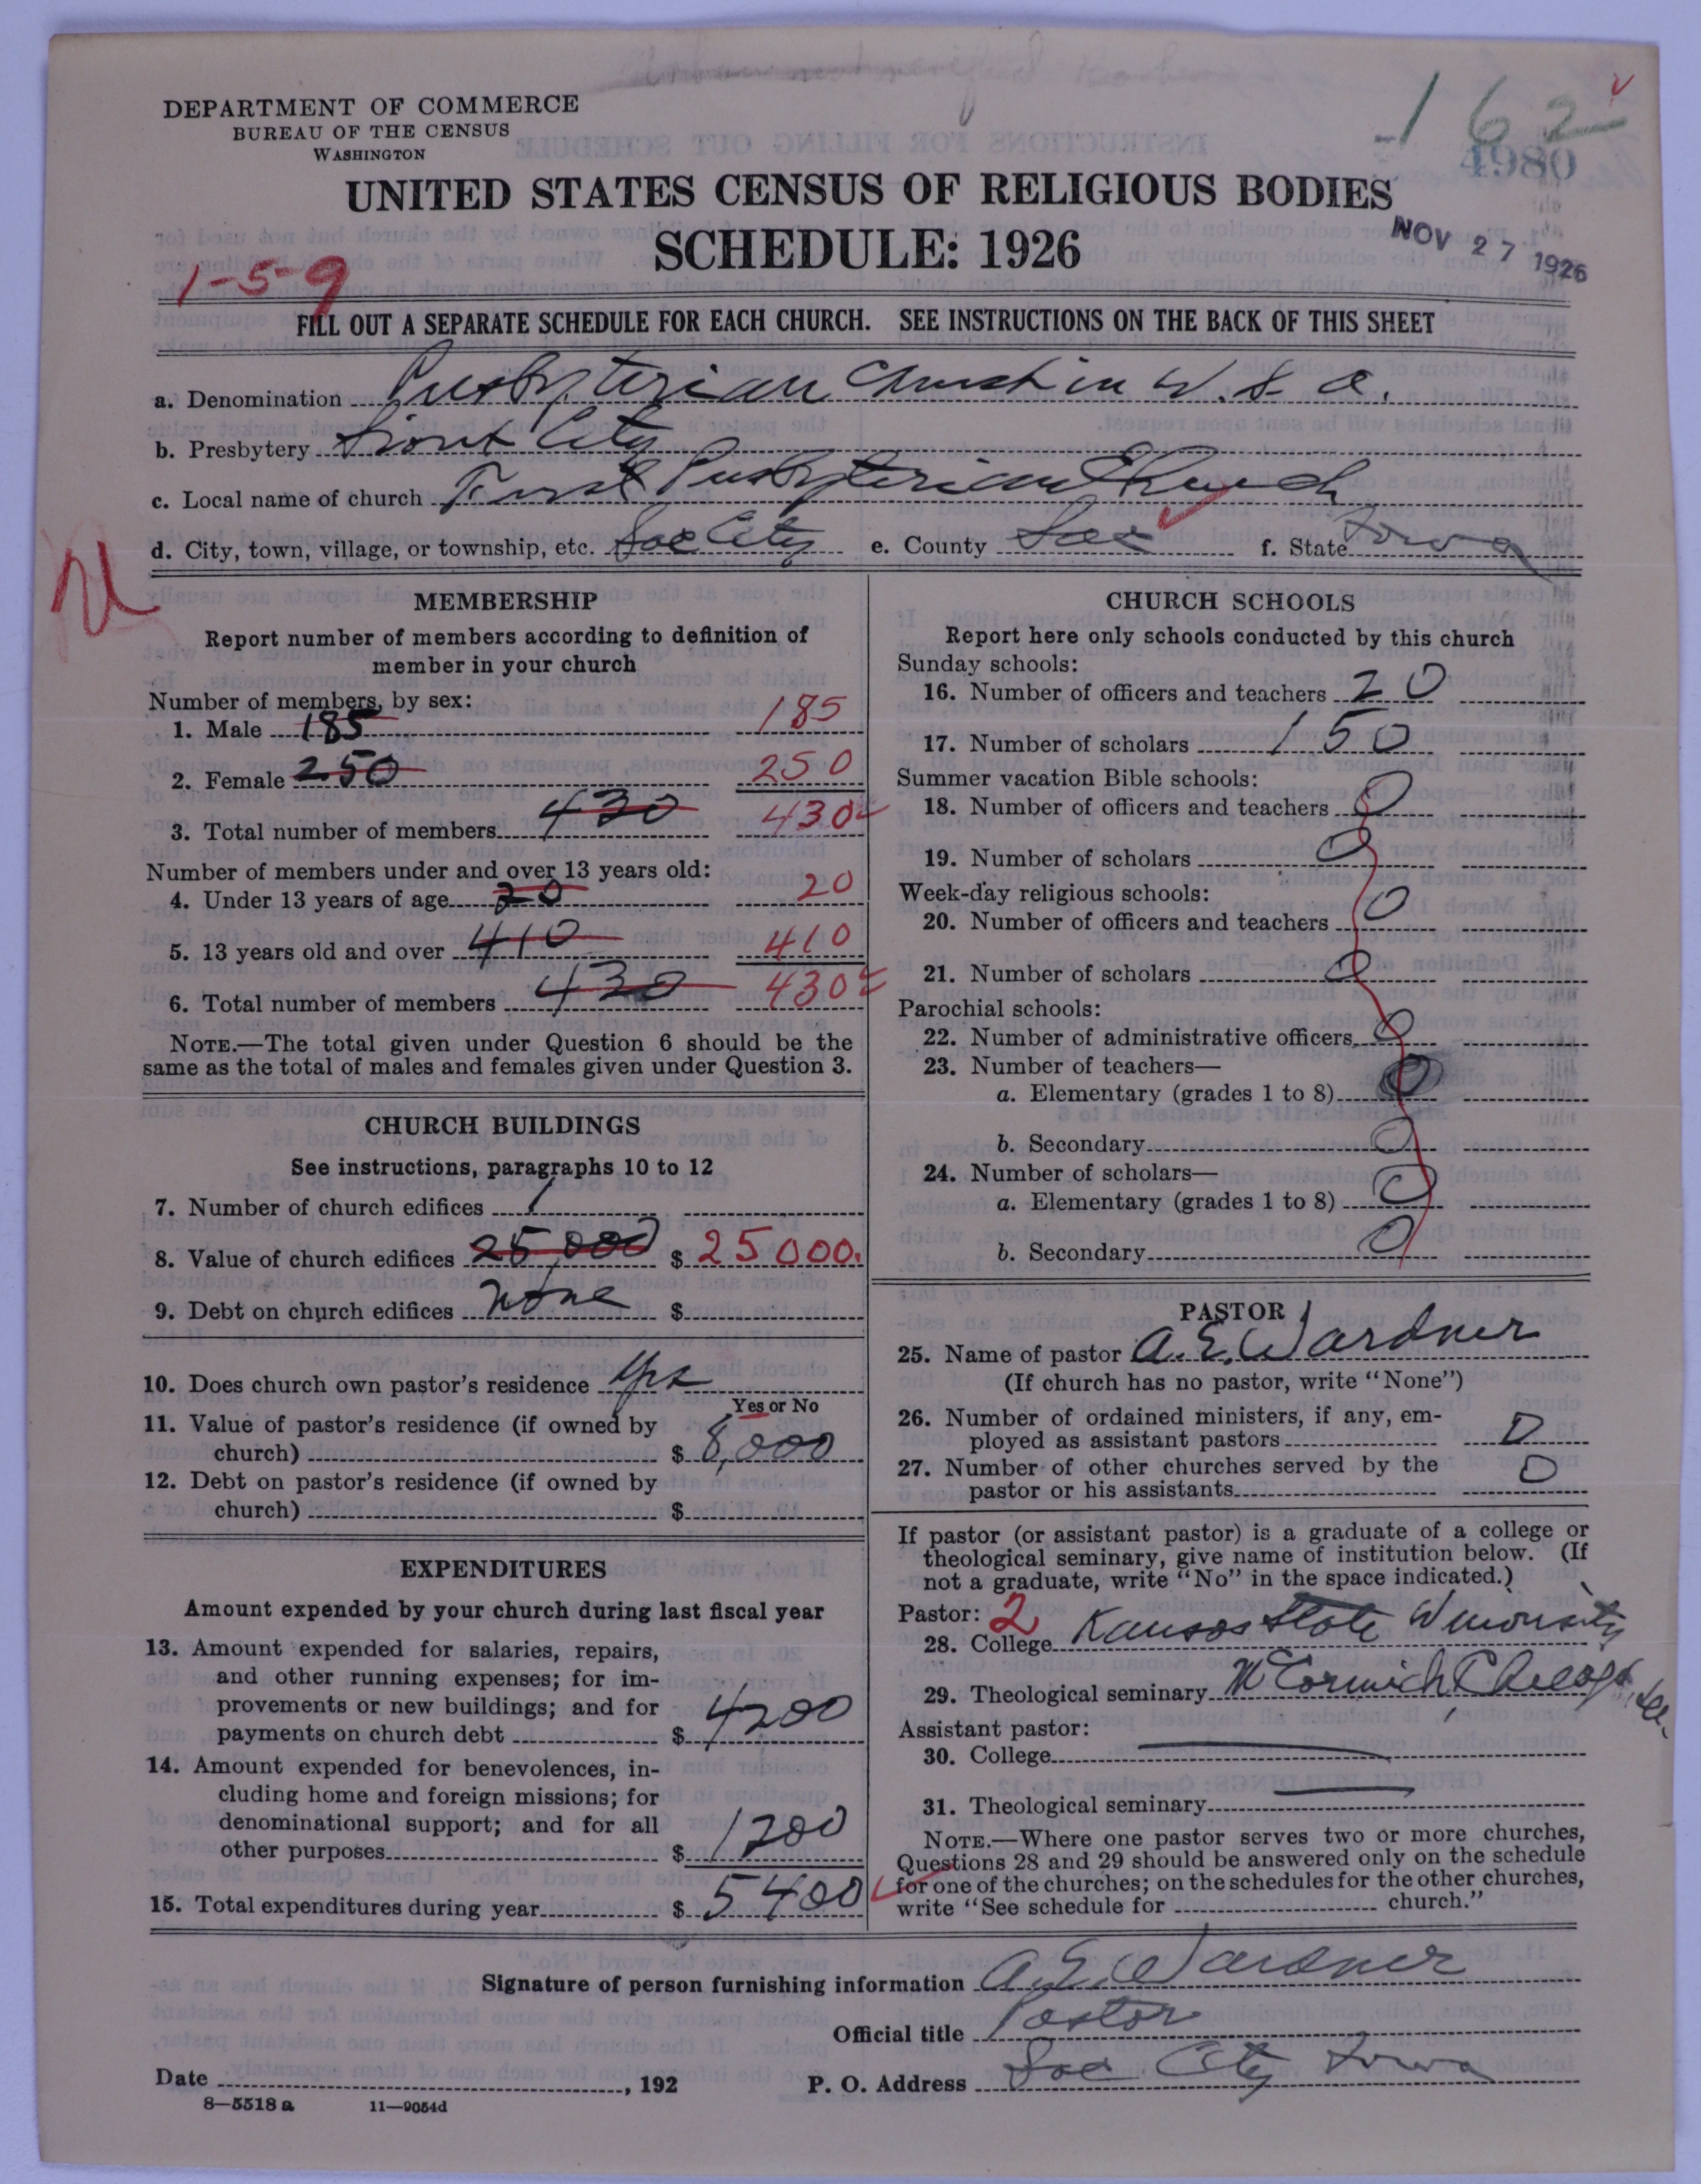 162
4980
DEPARTMENT OF COMMERCE
BUREAU OF THE CENSUS
WASHINGTON
UNITED STATES CENSUS OF RELIGIOUS BODIES
SCHEDULE: 1926
NOV 27 1926
1-5-9
FILL OUT A SEPARATE SCHEDULE FOR EACH CHURCH. SEE INSTRUCTIONS ON THE BACK OF THIS SHEET
a. Denomination Presbyterian Church in U. S. A.
b. Presbytery Sioux City
c. Local name of church First Presbyterian Church
d. City, town, village, or township, etc. Sac City e. County Sac f. State Iowa
MEMBERSHIP
Report number of members according to definition of
member in your church
Number of members, by sex:
1. Male 185 185
2. Female 250 250
3. Total number of members 430 430
Number of members under and over 13 years old:
4. Under 13 years of age 20 20
5. 13 years old and over 410 410
6. Total number of members 430 430
NOTE.—The total given under Question 6 should be the
same as the total of males and females given under Question 3.
CHURCH BUILDINGS
See instructions, paragraphs 10 to 12
7. Number of church edifices 1
8. Value of church edifices 25,000 $ 25000.
9. Debt on church edifices None $
10. Does church own pastor's residence Yes
Yes or No
11. Value of pastor's residence (if owned by
church) $ 8,000
12. Debt on pastor's residence (if owned by
church) $
EXPENDITURES
Amount expended by your church during last fiscal year
13. Amount expended for salaries, repairs,
and other running expenses; for im-
provements or new buildings; and for
payments on church debt $ 4200
14. Amount expended for benevolences, in-
cluding home and foreign missions; for
denominational support; and for all
other purposes $ 1200
15. Total expenditures during year $ 5400
CHURCH SCHOOLS
Report here only schools conducted by this church
Sunday schools:
16. Number of officers and teachers 20
17. Number of scholars 150
Summer vacation Bible schools:
18. Number of officers and teachers 0
19. Number of scholars 0
Week-day religious schools:
20. Number of officers and teachers 0
21. Number of scholars 0
Parochial schools:
22. Number of administrative officers 0
23. Number of teachers—
a. Elementary (grades 1 to 8) 0
b. Secondary 0
24. Number of scholars—
a. Elementary (grades 1 to 8) 0
b. Secondary 0
PASTOR
25. Name of pastor A. E. Wardner
(If church has no pastor, write "None")
26. Number of ordained ministers, if any, em-
ployed as assistant pastors 0
27. Number of other churches served by the
pastor or his assistants 0
If pastor (or assistant pastor) is a graduate of a college or
theological seminary, give name of institution below. (If
not a graduate, write "No" in the space indicated.)
Pastor: 2
28. College Kansas State University
29. Theological seminary McCormick Chicago Ill.
Assistant pastor:
30. College
31. Theological seminary
NOTE.—Where one pastor serves two or more churches,
Questions 28 and 29 should be answered only on the schedule
for one of the churches; on the schedules for the other churches,
write "See schedule for church."
Signature of person furnishing information A. E. Wardner
Official title Pastor
Date , 192 P. O. Address Sac City Iowa
8—5518 a 11—9054d